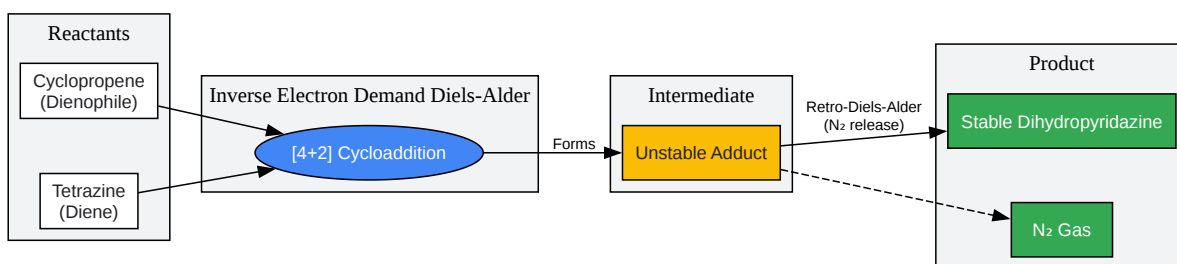 Reactants
Cyclopropene
(Dienophile)
Tetrazine
(Diene)
Inverse Electron Demand Diels-Alder
[4+2] Cycloaddition
Forms
Intermediate
Unstable Adduct
Retro-Diels-Alder
(N₂ release)
Product
Stable Dihydropyridazine
N₂ Gas